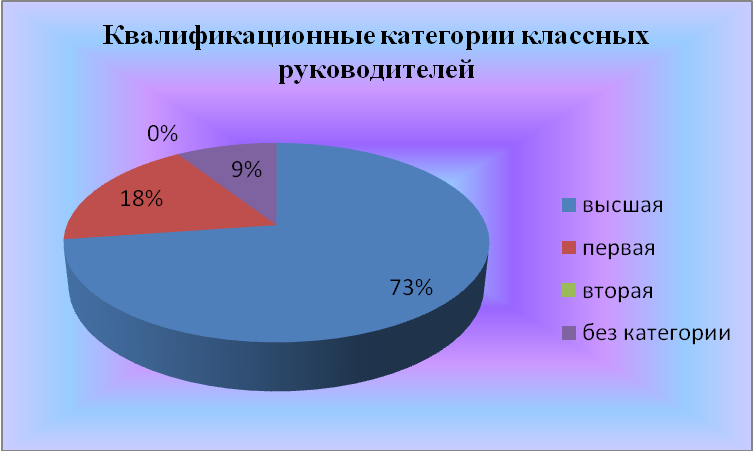 Квалификационные категории классных
руководителей
0%
9%
18%
73%
высшая
первая
вторая
без категории